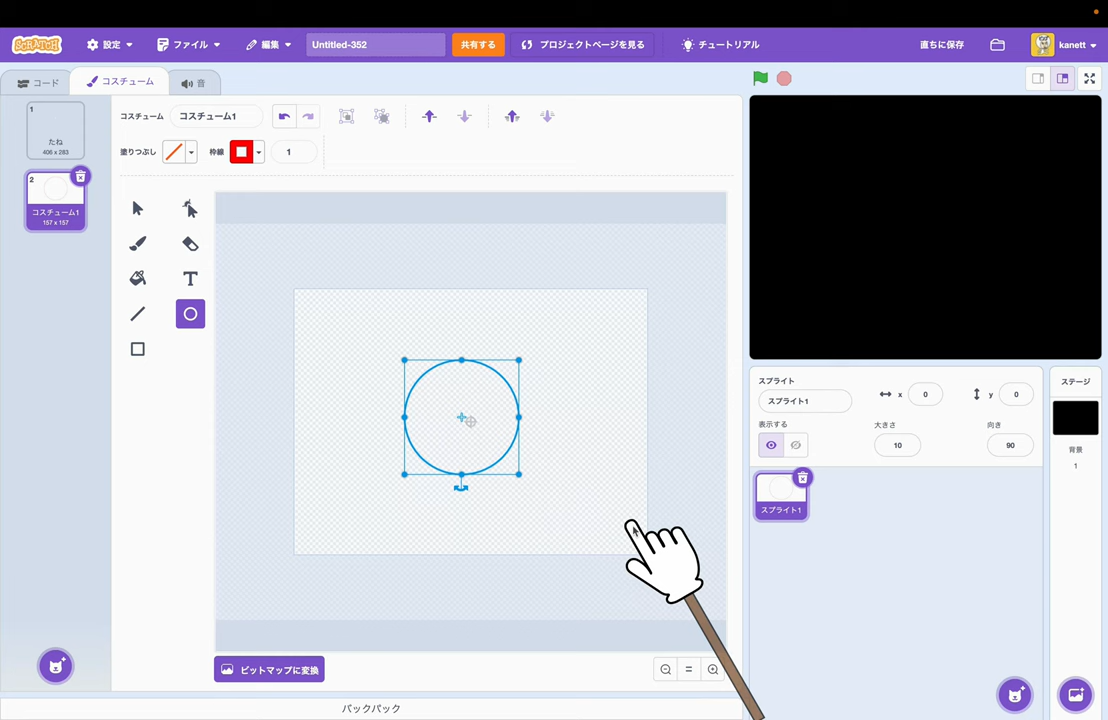 SCRATCH 設定 ファイル 編集 Untitled-352 共有する プロジェクトページを見る チュートリアル 直ちに保存 kanett
コード コスチューム 音
1
たね
406 x 283
2
コスチューム1
157 x 157
コスチューム コスチューム1
塗りつぶし 枠線 1
T
ビットマップに変換
バックパック
スプライト
スプライト1 x 0 y 0
表示する 大きさ 向き
10 90
スプライト1
ステージ
背景
1